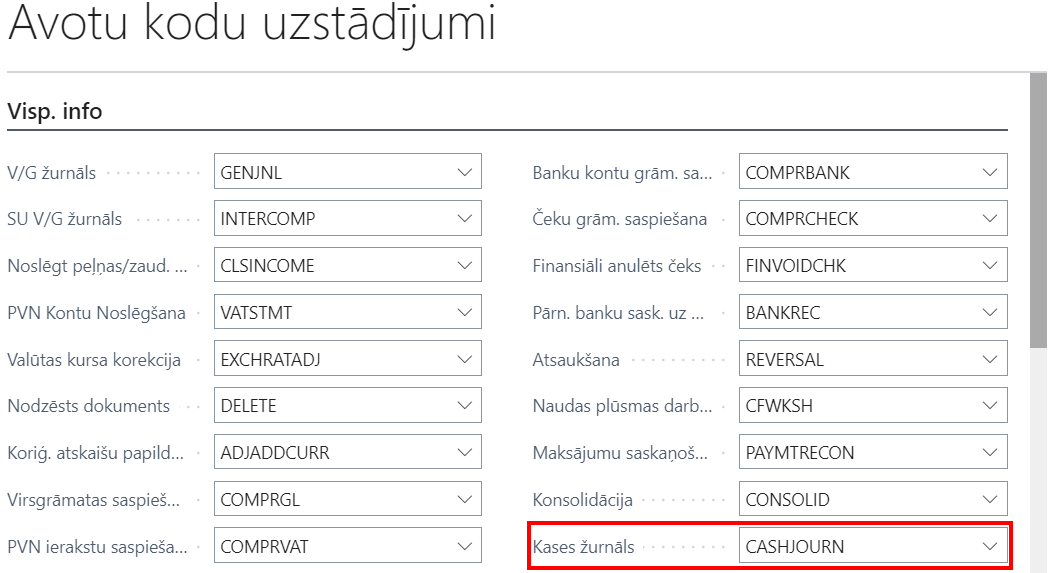 Avotu kodu uzstādījumi
Visp. info
V/G žurnāls GENJNL
SU V/G žurnāls INTERCOMP
Noslēgt peļņas/zaud. ... CLSINCOME
PVN Kontu Noslēgšana VATSTMT
Valūtas kursa korekcija EXCHRATADJ
Nodzēsts dokuments DELETE
Koriģ. atskaišu papild... ADJADDCURR
Virsgrāmatas saspieš... COMPRGL
PVN ierakstu saspieša... COMPRVAT
Banku kontu grām. sa... COMPRBANK
Čeku grām. saspiešana COMPRCHECK
Finansiāli anulēts čeks FINVOIDCHK
Pārn. banku sask. uz ... BANKREC
Atsaukšana REVERSAL
Naudas plūsmas darb... CFWKSH
Maksājumu saskaņoš... PAYMTRECON
Konsolidācija CONSOLID
Kases žurnāls CASHJOURN